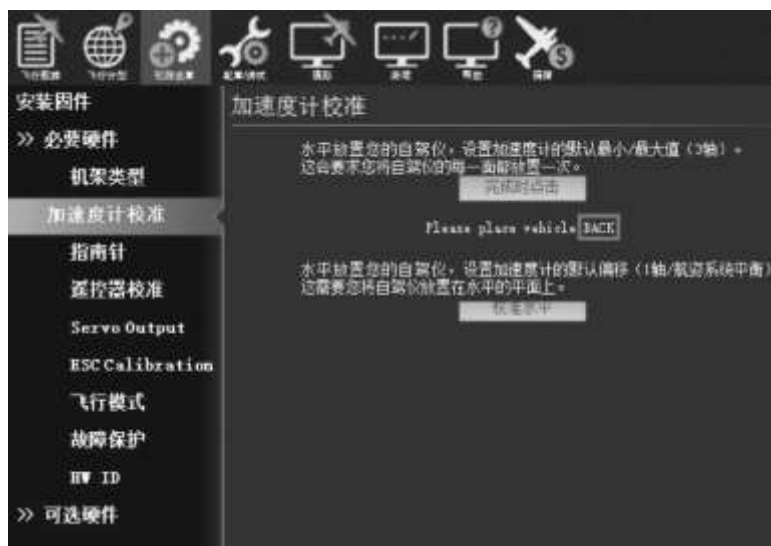 加速度计校准
水平放置您的自驾仪，设置加速度计的默认最小/最大值（3轴）。
这会要求您将自驾仪的每一面都放置一次。
完成时点击
Please place vehicle BACK
水平放置您的自驾仪，设置加速度计的默认偏移（1轴/航姿系统平衡）
这需要您将自驾仪放置在水平的平面上。
校准水平
安装固件
>> 必要硬件
机架类型
加速度计校准
指南针
遥控器校准
Servo Output
ESC Calibration
飞行模式
故障保护
HW ID
>> 可选硬件